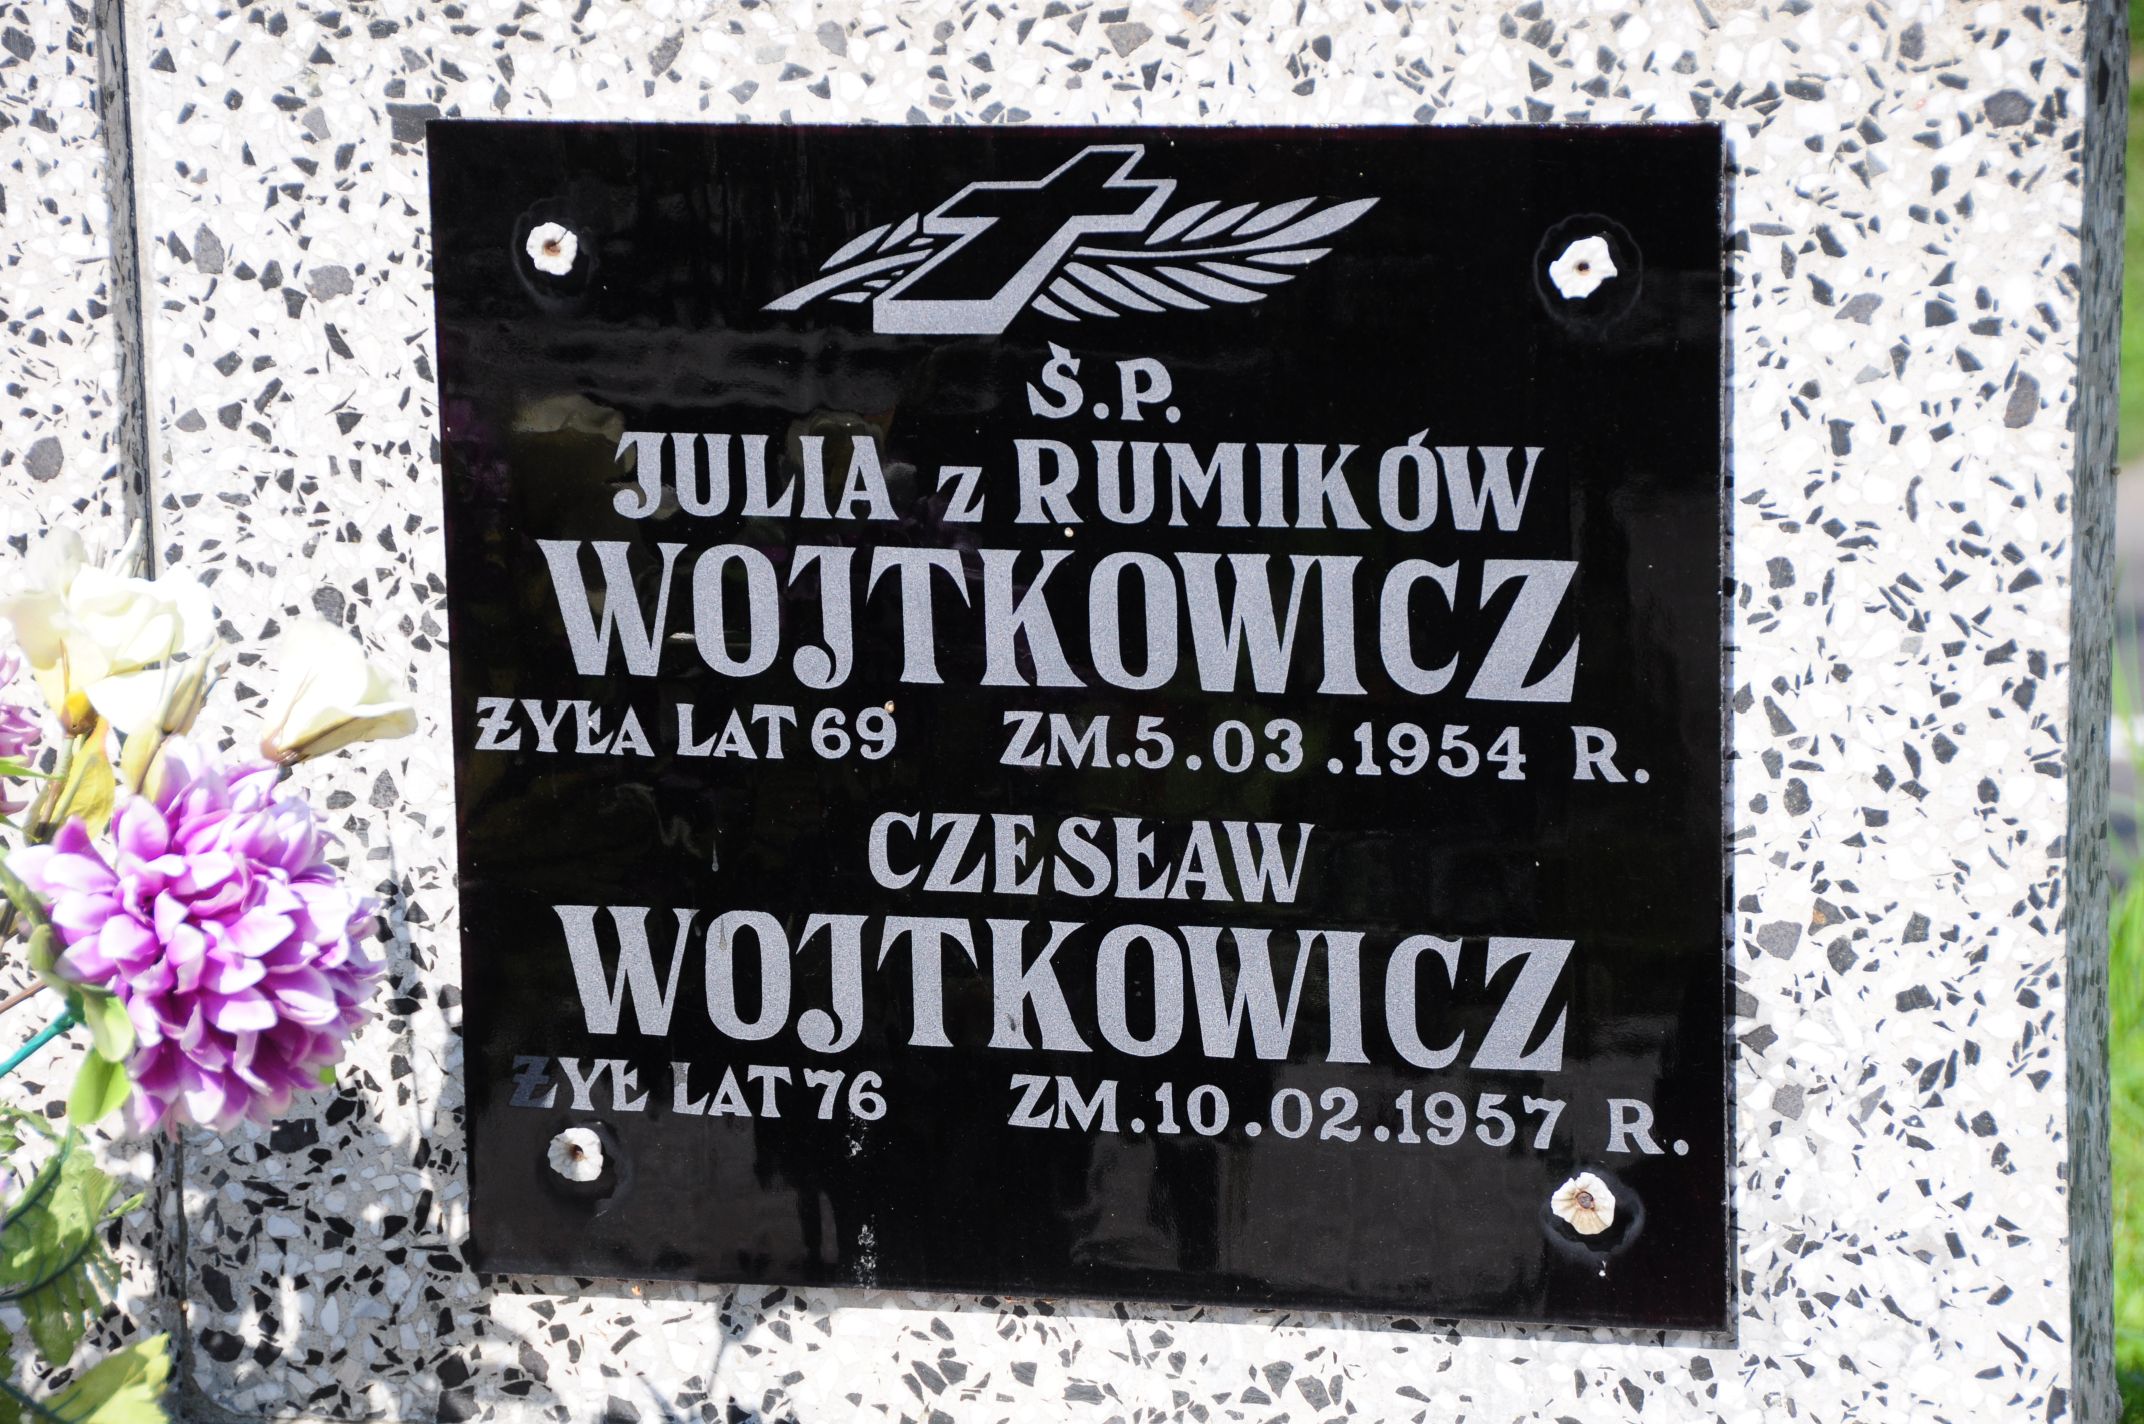 Ś.P.
JULIA z RUMIKÓW
WOJTKOWICZ
ŻYŁA LAT 69 ZM.5.03.1954 R.
CZESŁAW
WOJTKOWICZ
ŻYŁ LAT 76 ZM.10.02.1957 R.